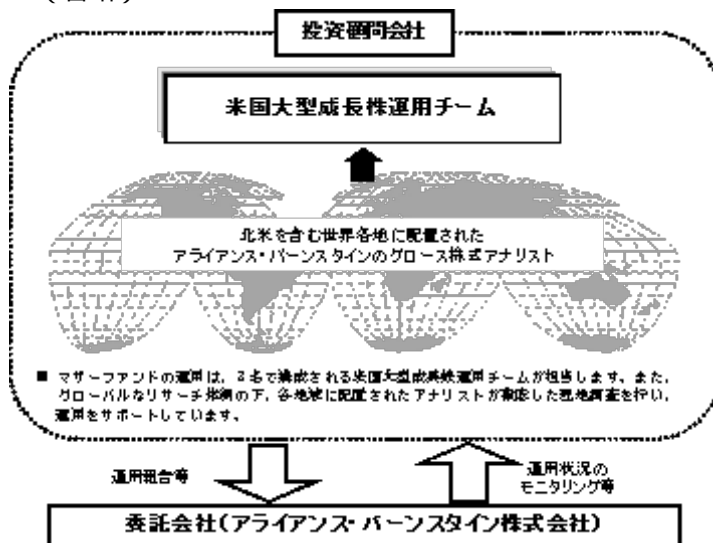 投資顧問会社
米国大型成長株運用チーム
北米を含む世界各地に配置された
アライアンス・バーンスタインのグロース株式アナリスト
■ マザーファンドの運用は、3名で構成される米国大型成長株運用チームが担当します。また、
グローバルなリサーチ体制の下、各地域に配置されたアナリストが徹底した現地調査を行い、
運用をサポートしています。
運用報告等
運用状況の
モニタリング等
委託会社(アライアンス・バーンスタイン株式会社)